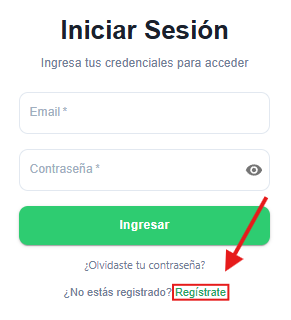 Iniciar Sesión
Ingresa tus credenciales para acceder
Email *
Contraseña *
Ingresar
¿Olvidaste tu contraseña?
¿No estás registrado? Regístrate